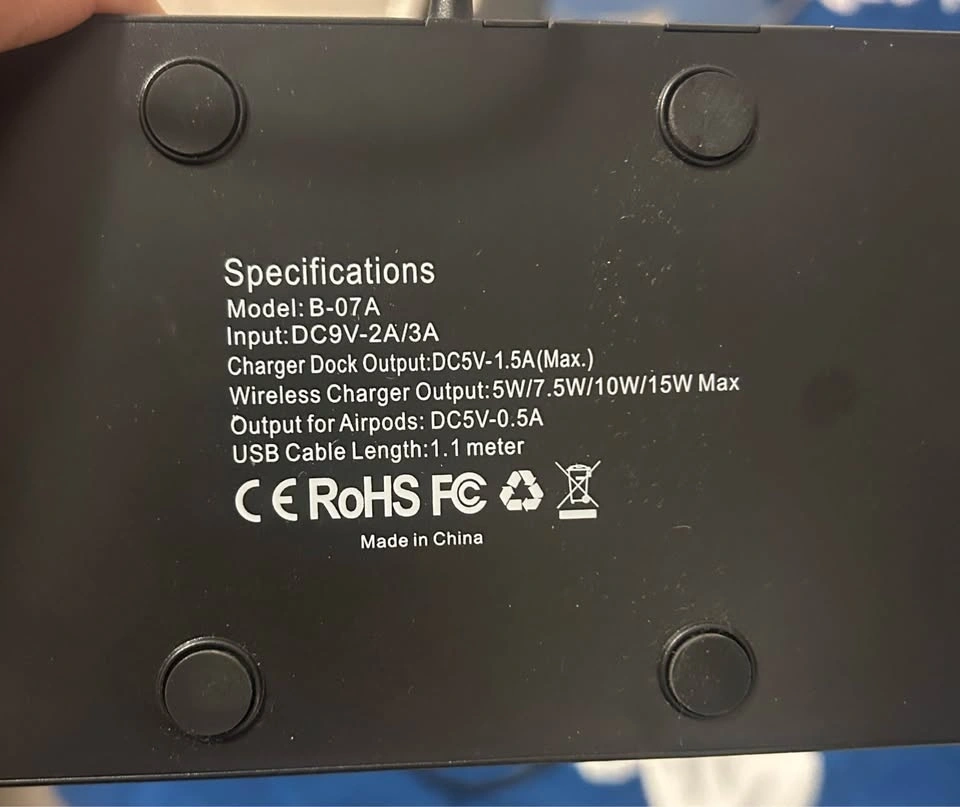 Specifications
Model: B-07A
Input:DC9V-2A/3A
Charger Dock Output:DC5V-1.5A(Max.)
Wireless Charger Output:5W/7.5W/10W/15W Max
Output for Airpods: DC5V-0.5A
USB Cable Length:1.1 meter
CE RoHS FC
Made in China